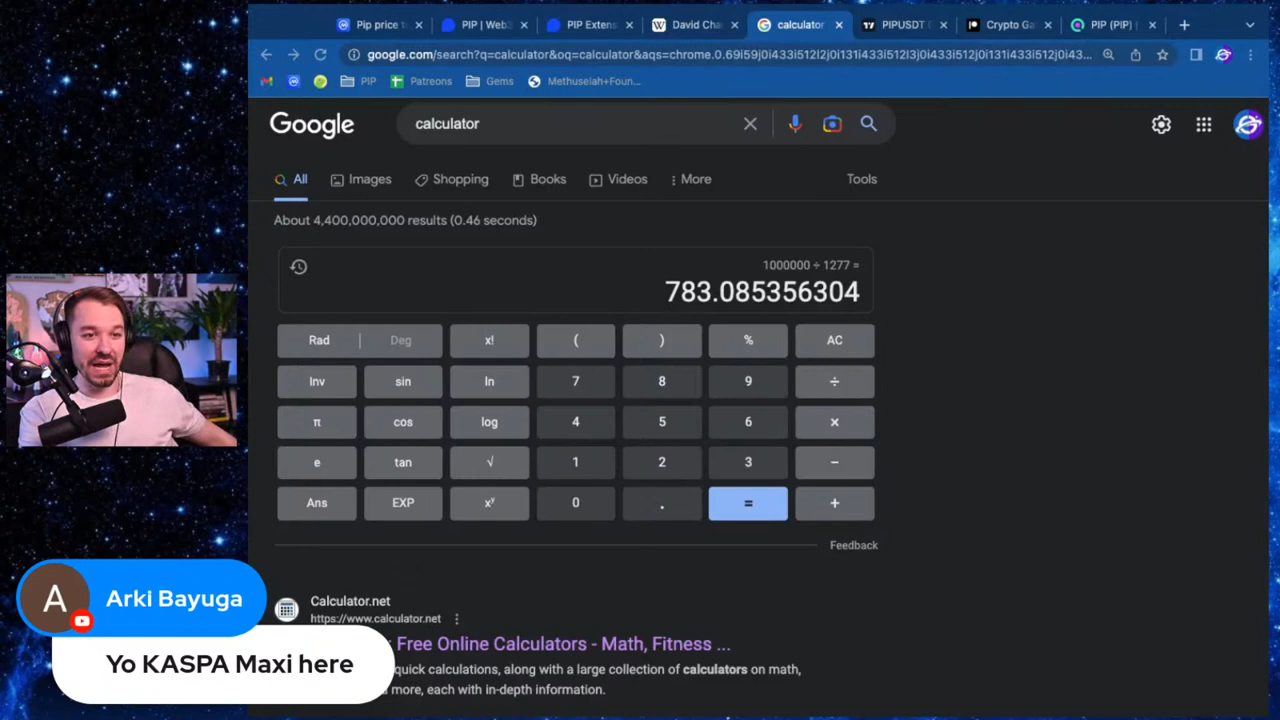 Pip price t
PIP | Web3
PIP Extens
David Cha
calculator
PIPUSDT
Crypto Ga
PIP (PIP) |
google.com/search?q=calculator&oq=calculator&aqs=chrome.0.69i59j0i433i512l2j0i131i433i512j0i433i512l3j0i512j0i43...
PIP
Patreons
Gems
Methuselah+Foun...
Google
calculator
All
Images
Shopping
Books
Videos
More
Tools
About 4,400,000,000 results (0.46 seconds)
1000000 ÷ 1277 =
783.085356304
Rad | Deg x! ( ) % AC
Inv sin ln 7 8 9 ÷
π cos log 4 5 6 ×
e tan √ 1 2 3 −
Ans EXP xʸ 0 . = +
Feedback
Calculator.net
https://www.calculator.net
Free Online Calculators - Math, Fitness ...
quick calculations, along with a large collection of calculators on math,
more, each with in-depth information.
A
Arki Bayuga
Yo KASPA Maxi here